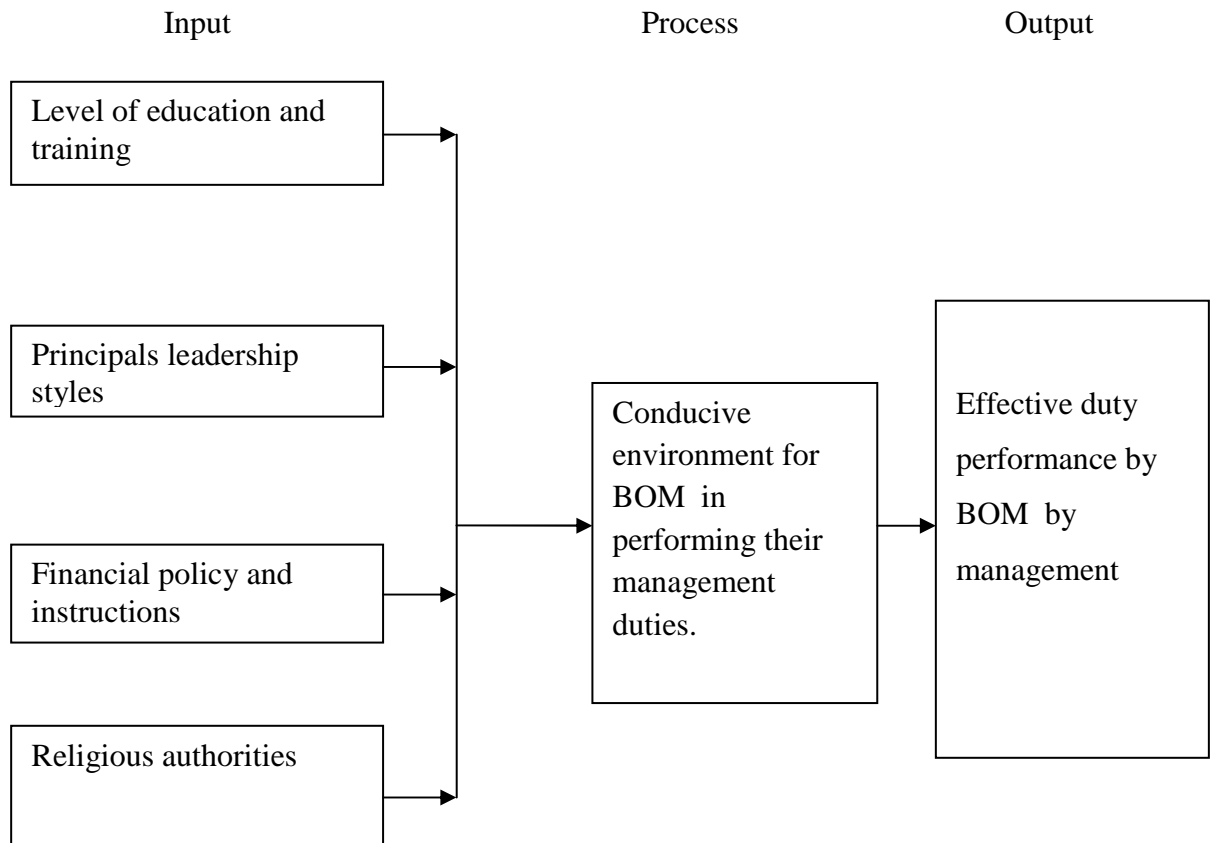 Input
Process
Output
Level of education and
training
Principals leadership
styles
Financial policy and
instructions
Religious authorities
Conducive
environment for
BOM in
performing their
management
duties.
Effective duty
performance by
BOM by
management